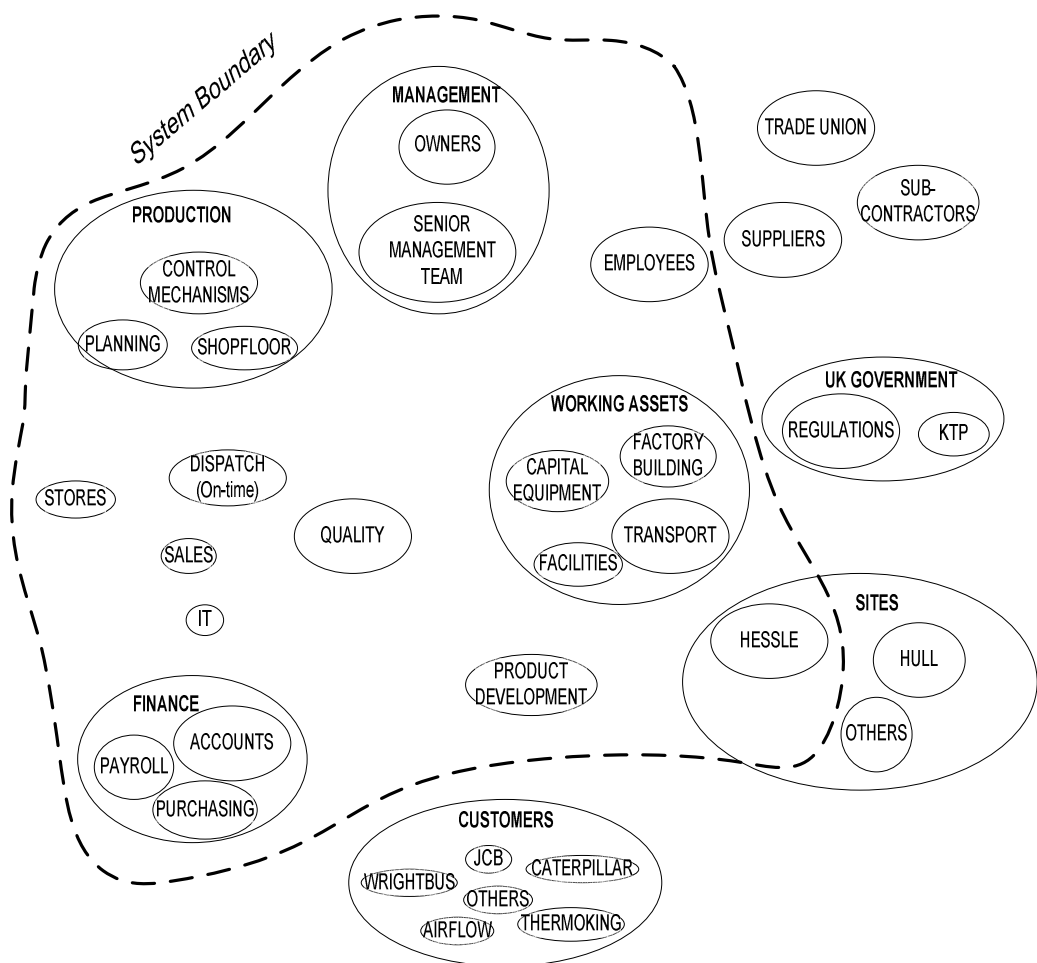 System Boundary
MANAGEMENT
OWNERS
SENIOR
MANAGEMENT
TEAM
TRADE UNION
SUB-
CONTRACTORS
SUPPLIERS
EMPLOYEES
PRODUCTION
CONTROL
MECHANISMS
PLANNING
SHOPFLOOR
UK GOVERNMENT
REGULATIONS
KTP
WORKING ASSETS
FACTORY
BUILDING
CAPITAL
EQUIPMENT
TRANSPORT
FACILITIES
DISPATCH
(On-time)
STORES
QUALITY
SALES
IT
SITES
HESSLE
HULL
OTHERS
PRODUCT
DEVELOPMENT
FINANCE
ACCOUNTS
PAYROLL
PURCHASING
CUSTOMERS
JCB
CATERPILLAR
WRIGHTBUS
OTHERS
THERMOKING
AIRFLOW